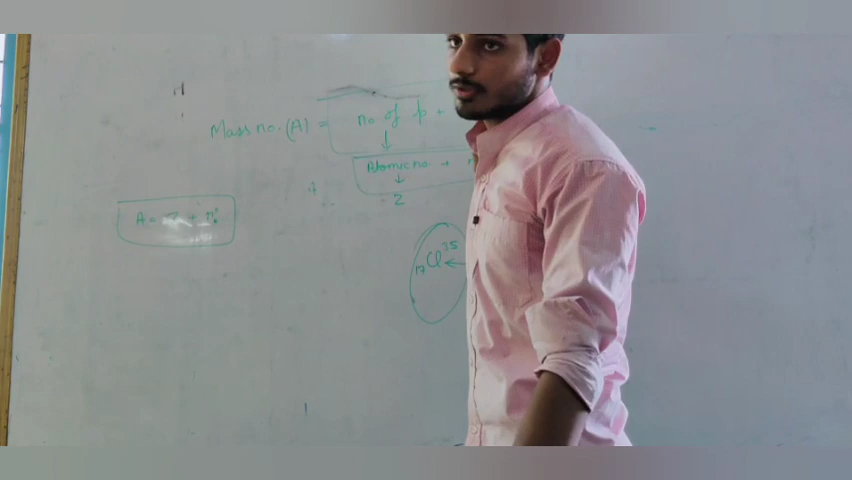 Mass no. (A) = no of p +
Atomic no. +
Z
A = Z + n°
17Cl35 ←